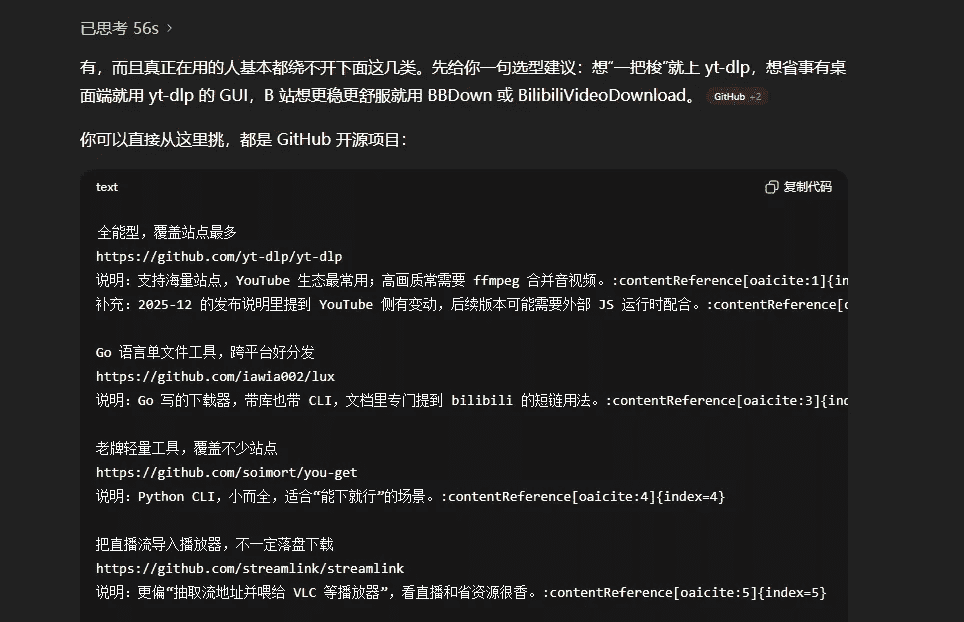 已思考 56s >
有，而且真正在用的人基本都绕不开下面这几类。先给你一句选型建议：想“一把梭”就上 yt-dlp，想省事有桌
面端就用 yt-dlp 的 GUI，B 站想更稳更舒服就用 BBDown 或 BilibiliVideoDownload。 GitHub +2
你可以直接从这里挑，都是 GitHub 开源项目：
text 复制代码
全能型，覆盖站点最多
https://github.com/yt-dlp/yt-dlp
说明：支持海量站点，YouTube 生态最常用；高画质常需要 ffmpeg 合并音视频。:contentReference[oaicite:1]{in
补充：2025-12 的发布说明里提到 YouTube 侧有变动，后续版本可能需要外部 JS 运行时配合。:contentReference[o
Go 语言单文件工具，跨平台好分发
https://github.com/iawia002/lux
说明：Go 写的下载器，带库也带 CLI，文档里专门提到 bilibili 的短链用法。:contentReference[oaicite:3]{ind
老牌轻量工具，覆盖不少站点
https://github.com/soimort/you-get
说明：Python CLI，小而全，适合“能下就行”的场景。:contentReference[oaicite:4]{index=4}
把直播流导入播放器，不一定落盘下载
https://github.com/streamlink/streamlink
说明：更偏“抽取流地址并喂给 VLC 等播放器”，看直播和省资源很香。:contentReference[oaicite:5]{index=5}